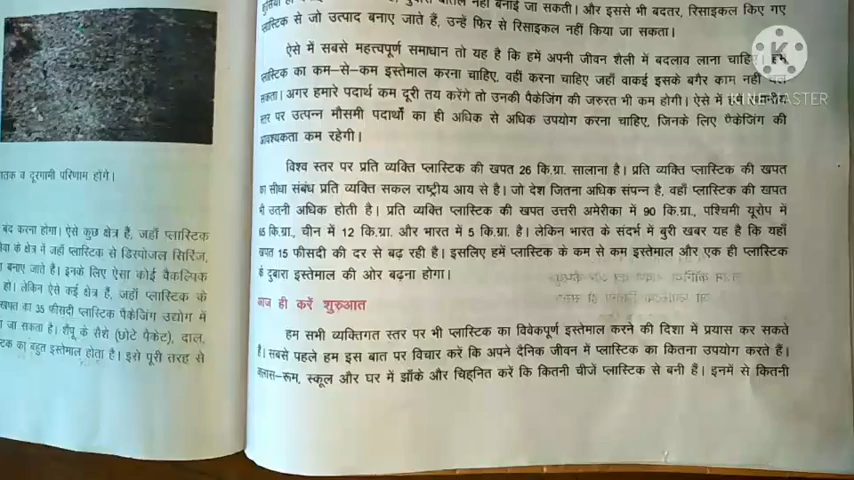 तक व दूरगामी परिणाम होंगे।
बंद करना होगा। ऐसे कुछ क्षेत्र हैं, जहाँ प्लास्टिक
के क्षेत्र में जहाँ प्लास्टिक से डिस्पोजल सिरिंज,
बनाए जाते है। इनके लिए ऐसा कोई वैकल्पिक
हो। लेकिन ऐसे कई क्षेत्र हैं, जहाँ प्लास्टिक के
खपत का 35 फीसदी प्लास्टिक पैकेजिंग उद्योग में
जा सकता है। शैंपू के सैशे (छोटे पैकेट), दाल,
टिक का बहुत इस्तेमाल होता है। इसे पूरी तरह से
नहीं बनाई जा सकती। और इससे भी बदतर, रिसाइकल किए गए
प्लास्टिक से जो उत्पाद बनाए जाते हैं, उन्हें फिर से रिसाइकल नहीं किया जा सकता।
ऐसे में सबसे महत्त्वपूर्ण समाधान तो यह है कि हमें अपनी जीवन शैली में बदलाव लाना चाहिए। हम
प्लास्टिक का कम-से-कम इस्तेमाल करना चाहिए, वहीं करना चाहिए जहाँ वाकई इसके बगैर काम नहीं चल
सकता। अगर हमारे पदार्थ कम दूरी तय करेंगे तो उनकी पैकेजिंग की जरुरत भी कम होगी। ऐसे में हमें
स्तर पर उत्पन्न मौसमी पदार्थों का ही अधिक से अधिक उपयोग करना चाहिए, जिनके लिए पैकेजिंग की
आवश्यकता कम रहेगी।
विश्व स्तर पर प्रति व्यक्ति प्लास्टिक की खपत 26 कि.ग्रा. सालाना है। प्रति व्यक्ति प्लास्टिक की खपत
का सीधा संबंध प्रति व्यक्ति सकल राष्ट्रीय आय से है। जो देश जितना अधिक संपन्न है, वहाँ प्लास्टिक की खपत
भी उतनी अधिक होती है। प्रति व्यक्ति प्लास्टिक की खपत उत्तरी अमेरीका में 90 कि.ग्रा., पश्चिमी यूरोप में
कि.ग्रा., चीन में 12 कि.ग्रा. और भारत में 5 कि.ग्रा. है। लेकिन भारत के संदर्भ में बुरी खबर यह है कि यहाँ
खपत 15 फीसदी की दर से बढ़ रही है। इसलिए हमें प्लास्टिक के कम से कम इस्तेमाल और एक ही प्लास्टिक
के दुबारा इस्तेमाल की ओर बढ़ना होगा।
आज ही करें शुरुआत
हम सभी व्यक्तिगत स्तर पर भी प्लास्टिक का विवेकपूर्ण इस्तेमाल करने की दिशा में प्रयास कर सकते
है। सबसे पहले हम इस बात पर विचार करें कि अपने दैनिक जीवन में प्लास्टिक का कितना उपयोग करते हैं।
क्लास-रूम, स्कूल और घर में झाँके और चिह्नित करें कि कितनी चीजें प्लास्टिक से बनी हैं। इनमें से कितनी
KINEMASTER